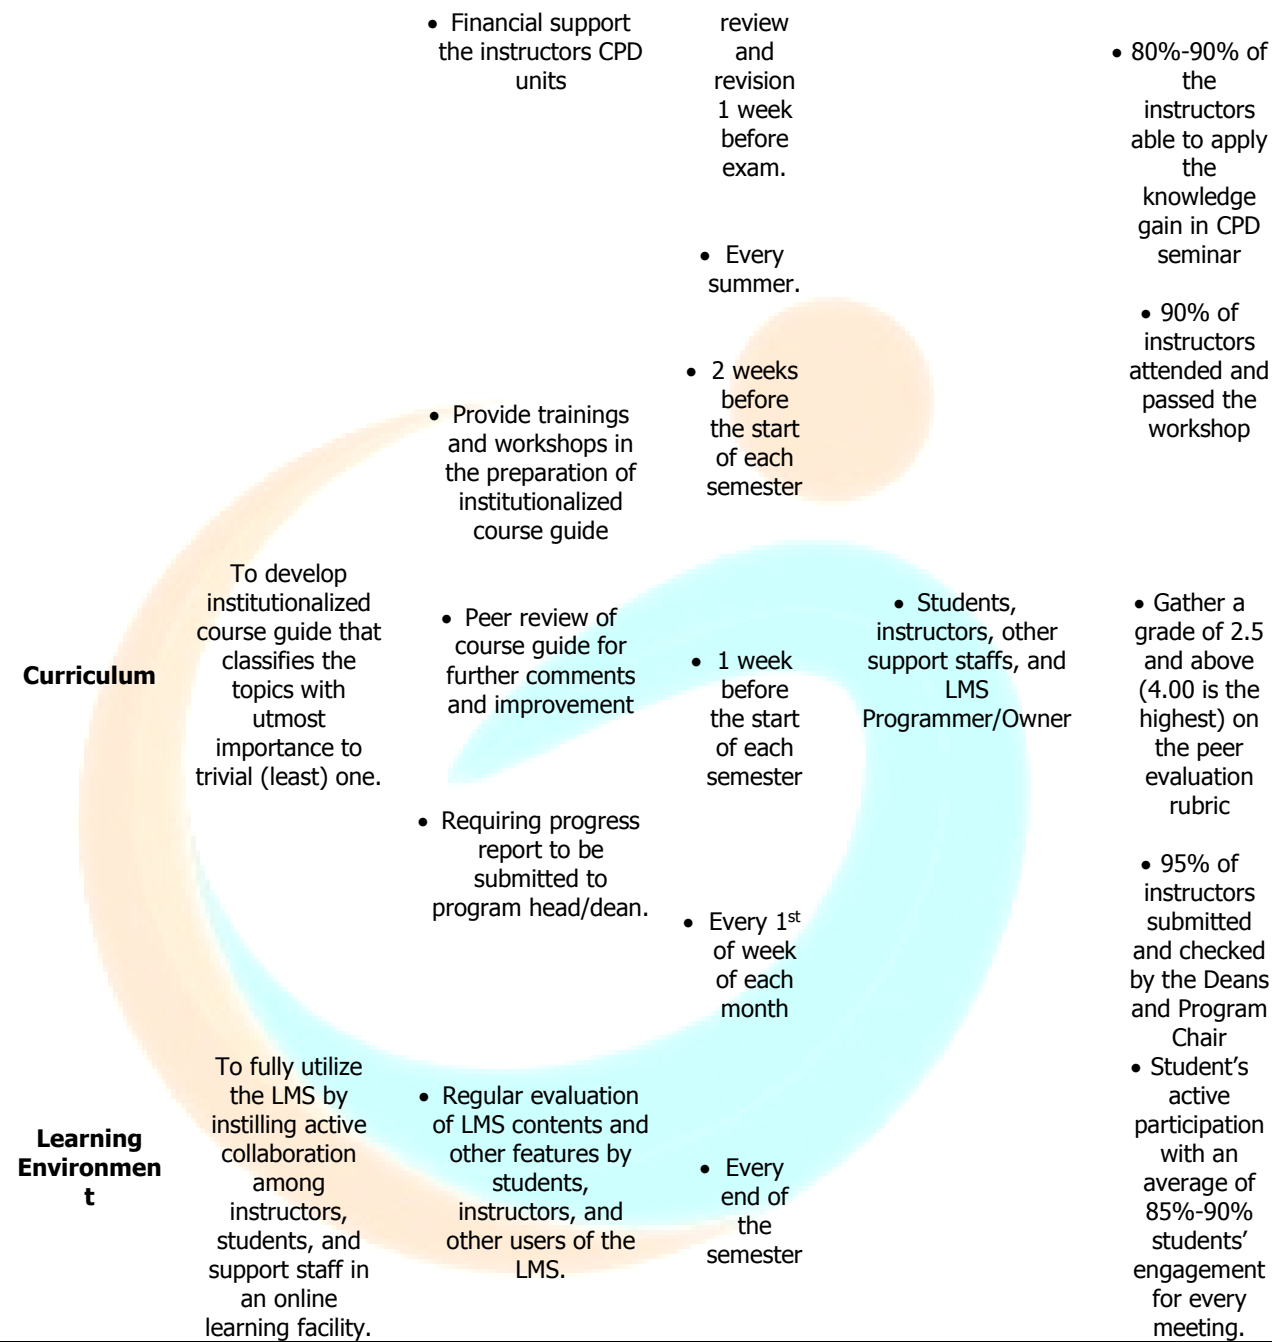 • Financial support
the instructors CPD
units
review
and
revision
1 week
before
exam.
• 80%-90% of
the
instructors
able to apply
the
knowledge
gain in CPD
seminar
• Every
summer.
• 90% of
instructors
attended and
passed the
workshop
• Provide trainings
and workshops in
the preparation of
institutionalized
course guide
• 2 weeks
before
the start
of each
semester
Curriculum
To develop
institutionalized
course guide that
classifies the
topics with
utmost
importance to
trivial (least) one.
• Peer review of
course guide for
further comments
and improvement
• Requiring progress
report to be
submitted to
program head/dean.
• 1 week
before
the start
of each
semester
• Every 1st
of week
of each
month
• Students,
instructors, other
support staffs, and
LMS
Programmer/Owner
• Gather a
grade of 2.5
and above
(4.00 is the
highest) on
the peer
evaluation
rubric
• 95% of
instructors
submitted
and checked
by the Deans
and Program
Chair
Learning
Environmen
t
To fully utilize
the LMS by
instilling active
collaboration
among
instructors,
students, and
support staff in
an online
learning facility.
• Regular evaluation
of LMS contents and
other features by
students,
instructors, and
other users of the
LMS.
• Every
end of
the
semester
• Student’s
active
participation
with an
average of
85%-90%
students’
engagement
for every
meeting.